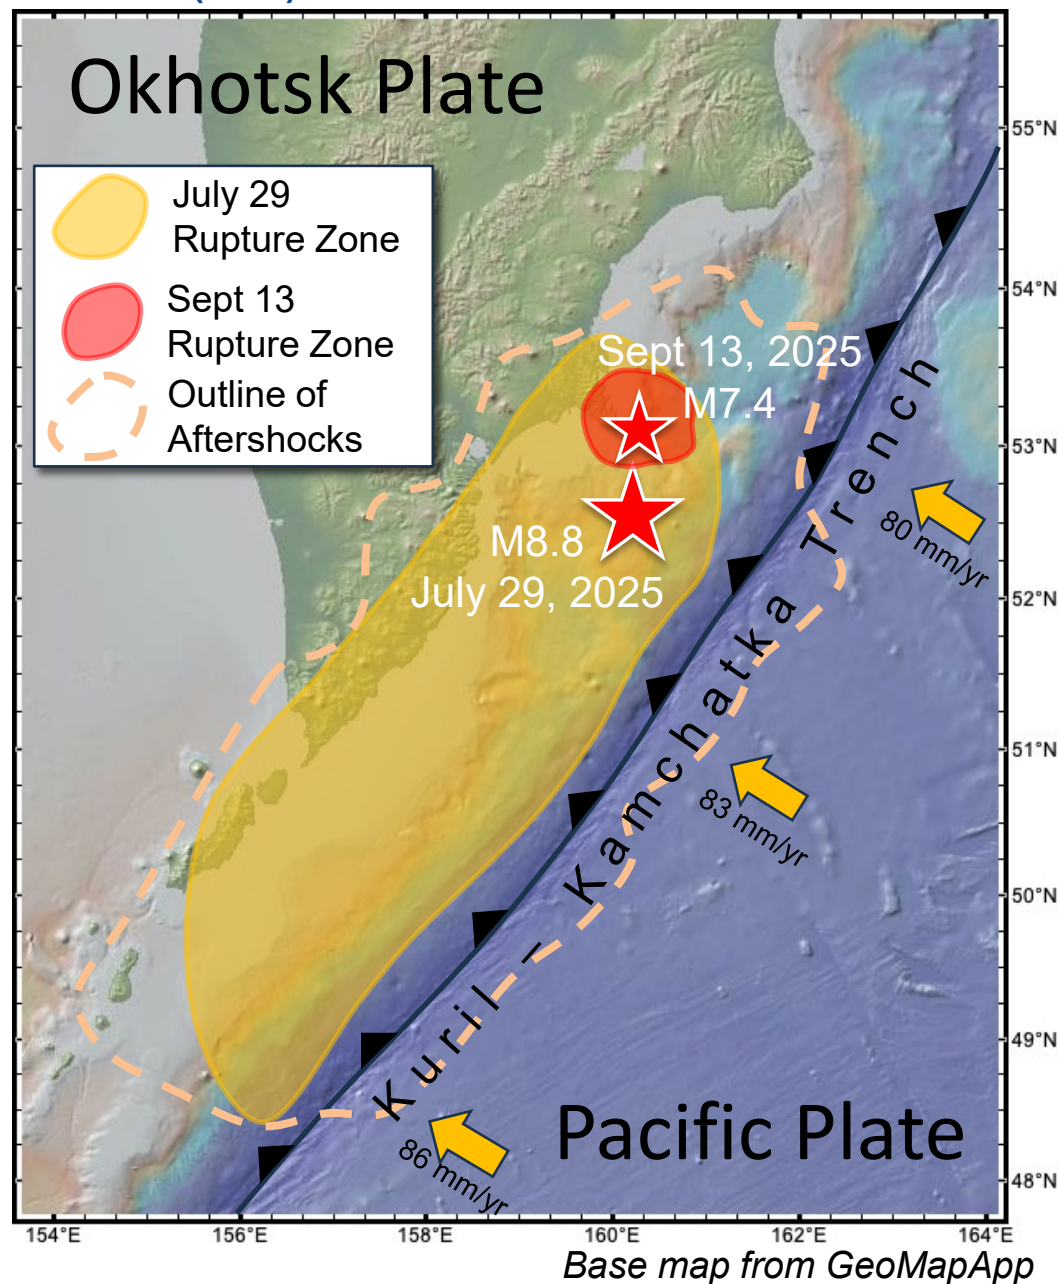 Okhotsk Plate
July 29
Rupture Zone
Sept 13
Rupture Zone
Outline of
Aftershocks
Sept 13, 2025
M7.4
M8.8
July 29, 2025
Kuril – Kamchatka Trench
80 mm/yr
83 mm/yr
86 mm/yr
Pacific Plate
55°N
54°N
53°N
52°N
51°N
50°N
49°N
48°N
154°E
156°E
158°E
160°E
162°E
164°E
Base map from GeoMapApp